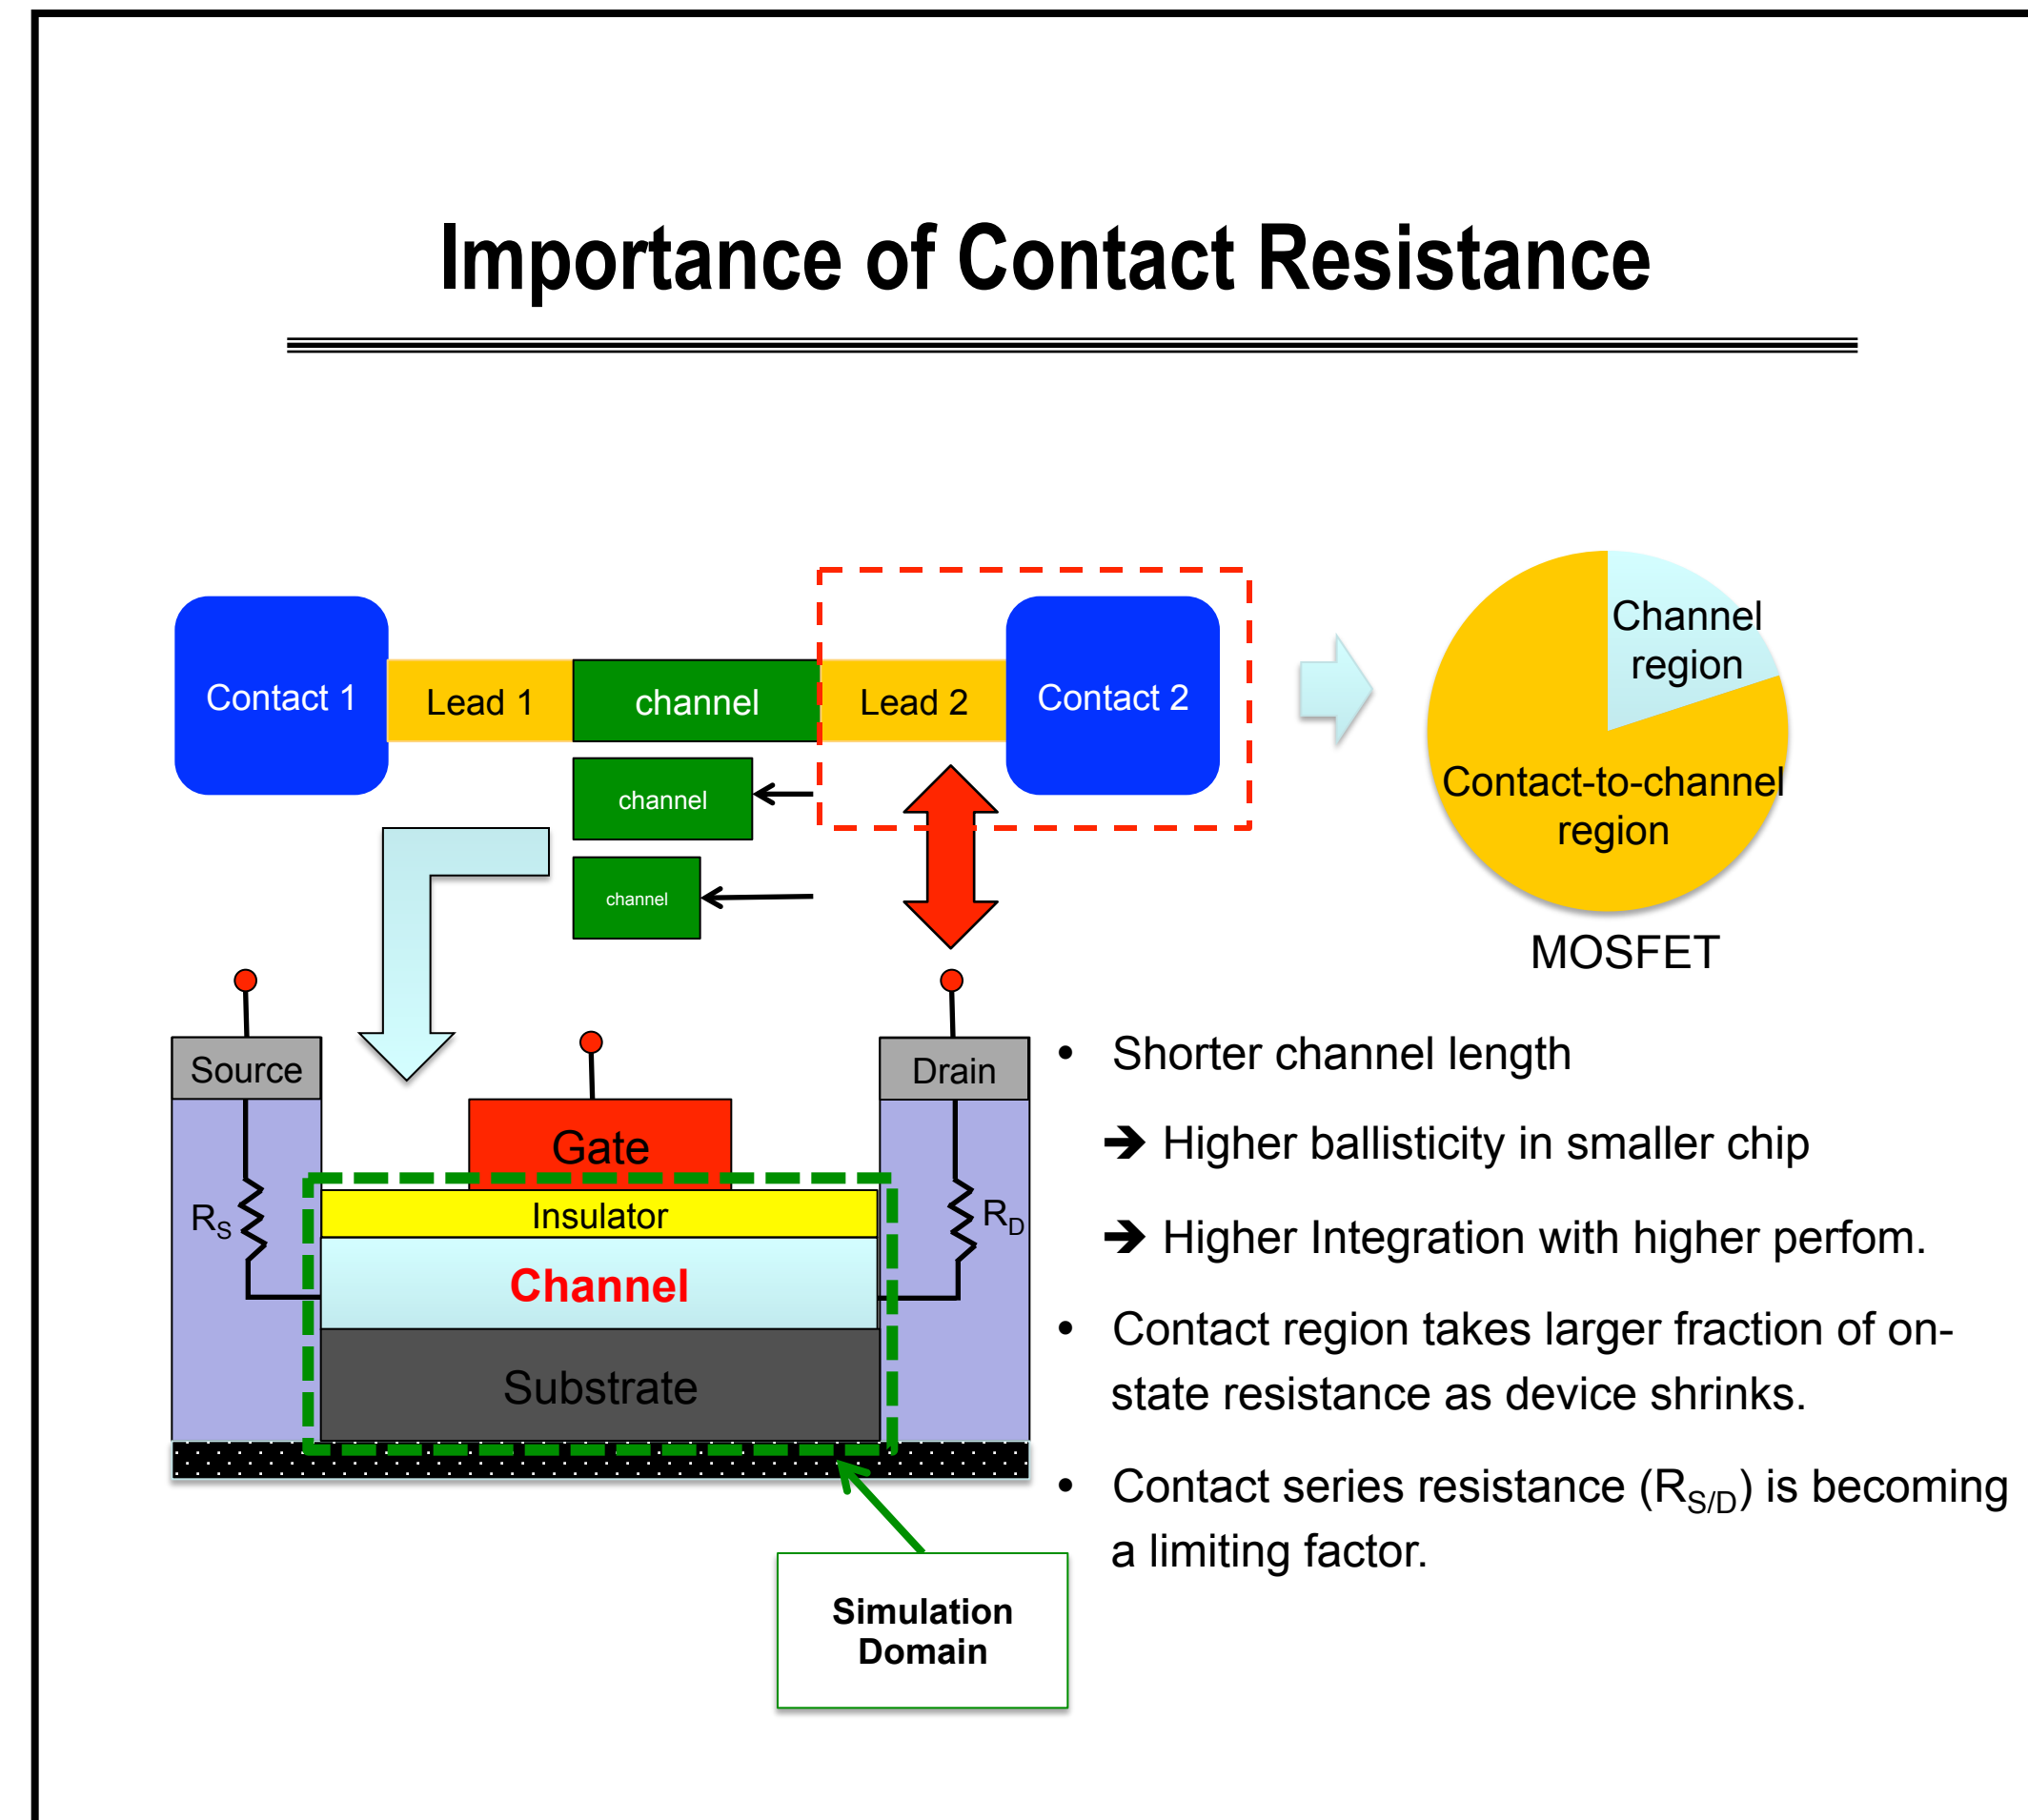 Importance of Contact Resistance
Contact 1
Lead 1
channel
Lead 2
Contact 2
channel
channel
Channel
region
Contact-to-channel
region
MOSFET
Source
Gate
Drain
R_S
R_D
Insulator
Channel
Substrate
Simulation
Domain
• Shorter channel length
➔ Higher ballisticity in smaller chip
➔ Higher Integration with higher perfom.
• Contact region takes larger fraction of on-
state resistance as device shrinks.
• Contact series resistance (R_S/D) is becoming
a limiting factor.